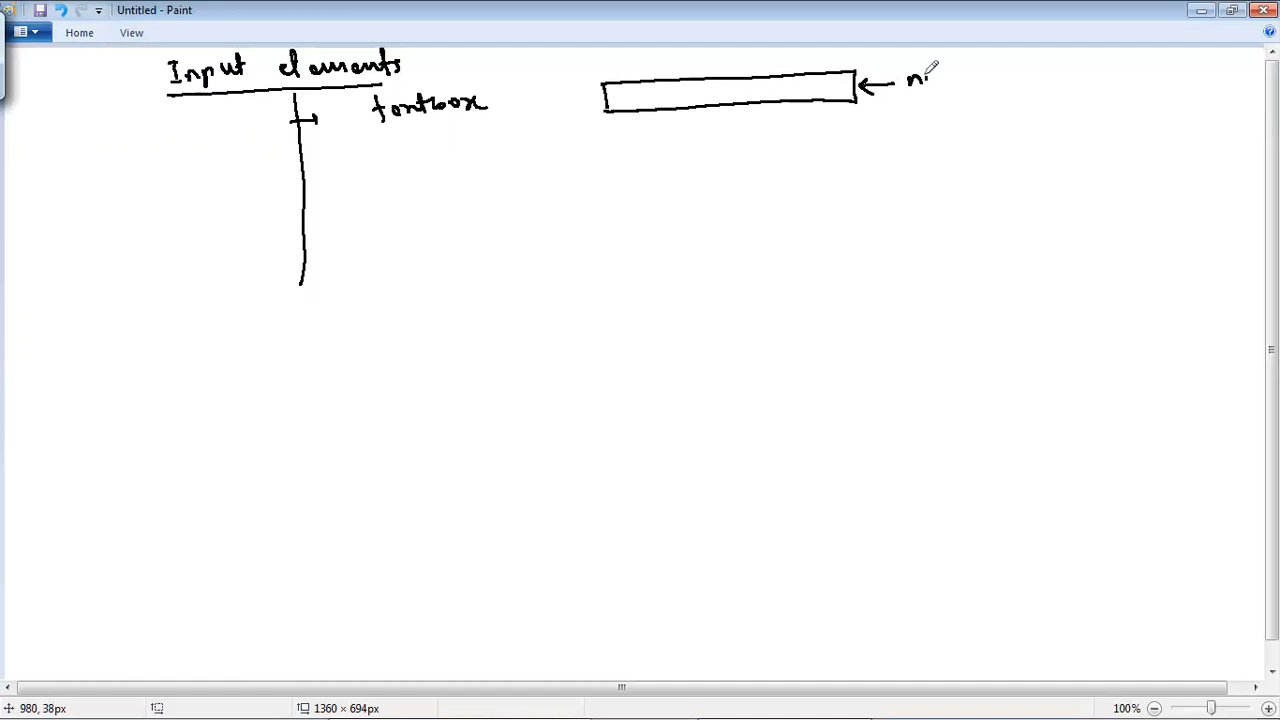 Untitled - Paint
Home View
Input elements
textbox
980, 38px
1360 × 694px
100%